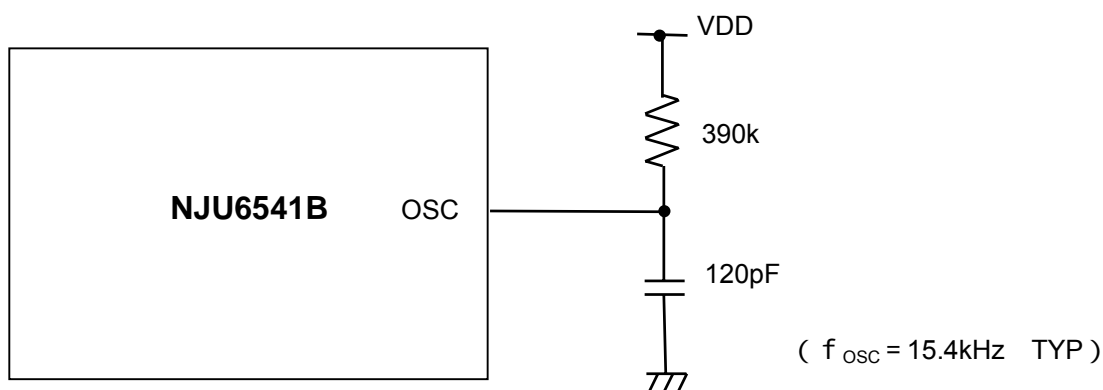 VDD
390k
NJU6541B OSC
120pF
( f OSC = 15.4kHz TYP )